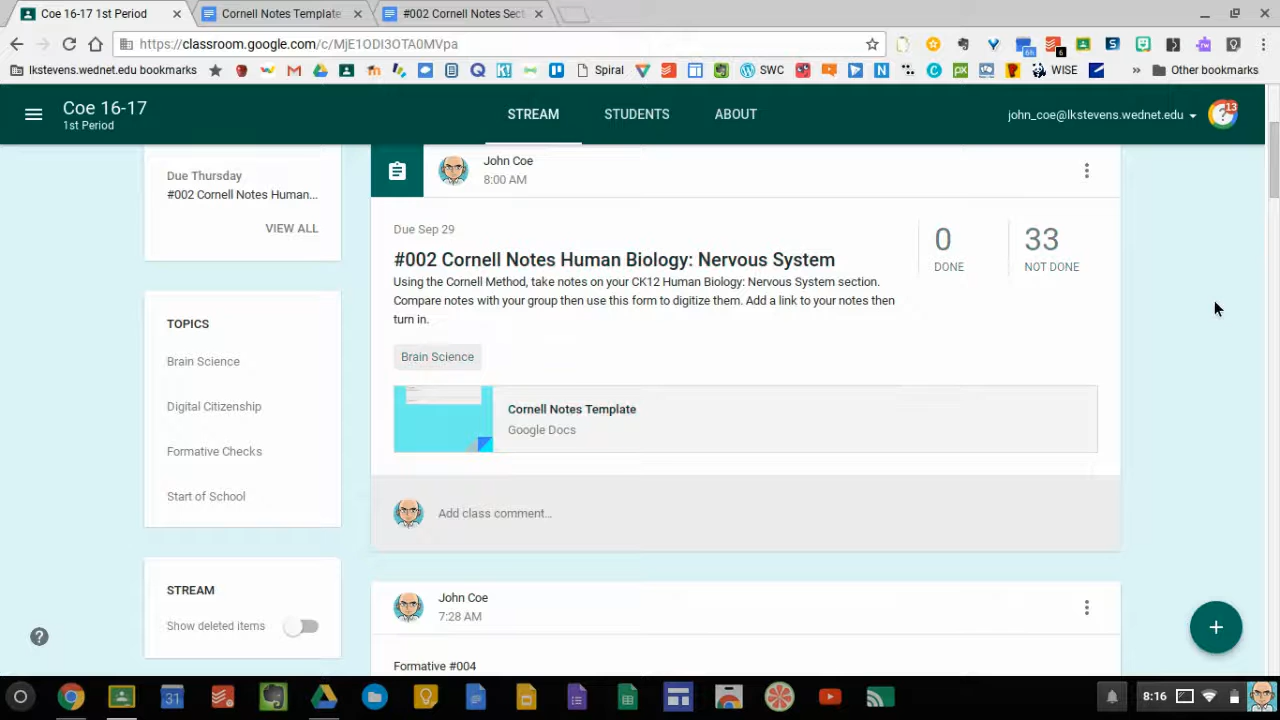 Coe 16-17 1st Period
Cornell Notes Template
#002 Cornell Notes Sect
https://classroom.google.com/c/MjE1ODI3OTA0MVpa
lkstevens.wednet.edu bookmarks
Spiral
SWC
WISE
Other bookmarks
Coe 16-17
1st Period
STREAM
STUDENTS
ABOUT
john_coe@lkstevens.wednet.edu
13
Due Thursday
#002 Cornell Notes Human...
VIEW ALL
TOPICS
Brain Science
Digital Citizenship
Formative Checks
Start of School
STREAM
Show deleted items
John Coe
8:00 AM
Due Sep 29
#002 Cornell Notes Human Biology: Nervous System
Using the Cornell Method, take notes on your CK12 Human Biology: Nervous System section.
Compare notes with your group then use this form to digitize them. Add a link to your notes then
turn in.
0
DONE
33
NOT DONE
Brain Science
Cornell Notes Template
Google Docs
Add class comment...
John Coe
7:28 AM
Formative #004
8:16